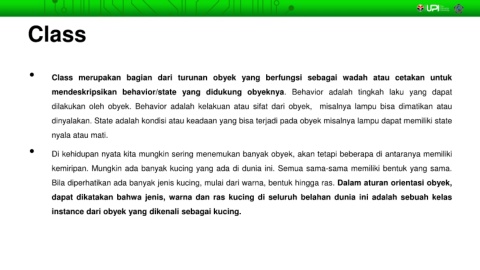 UPI
Class
• Class merupakan bagian dari turunan obyek yang berfungsi sebagai wadah atau cetakan untuk
mendeskripsikan behavior/state yang didukung obyeknya. Behavior adalah tingkah laku yang dapat
dilakukan oleh obyek. Behavior adalah kelakuan atau sifat dari obyek, misalnya lampu bisa dimatikan atau
dinyalakan. State adalah kondisi atau keadaan yang bisa terjadi pada obyek misalnya lampu dapat memiliki state
nyala atau mati.
• Di kehidupan nyata kita mungkin sering menemukan banyak obyek, akan tetapi beberapa di antaranya memiliki
kemiripan. Mungkin ada banyak kucing yang ada di dunia ini. Semua sama-sama memiliki bentuk yang sama.
Bila diperhatikan ada banyak jenis kucing, mulai dari warna, bentuk hingga ras. Dalam aturan orientasi obyek,
dapat dikatakan bahwa jenis, warna dan ras kucing di seluruh belahan dunia ini adalah sebuah kelas
instance dari obyek yang dikenali sebagai kucing.